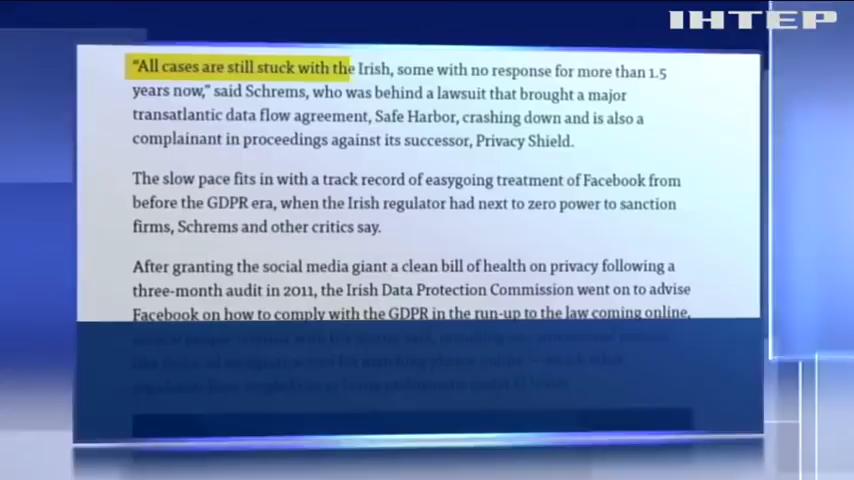 ІНТЕР
“All cases are still stuck with the Irish, some with no response for more than 1.5
years now,” said Schrems, who was behind a lawsuit that brought a major
transatlantic data flow agreement, Safe Harbor, crashing down and is also a
complainant in proceedings against its successor, Privacy Shield.
The slow pace fits in with a track record of easygoing treatment of Facebook from
before the GDPR era, when the Irish regulator had next to zero power to sanction
firms, Schrems and other critics say.
After granting the social media giant a clean bill of health on privacy following a
three-month audit in 2011, the Irish Data Protection Commission went on to advise
Facebook on how to comply with the GDPR in the run-up to the law coming online,